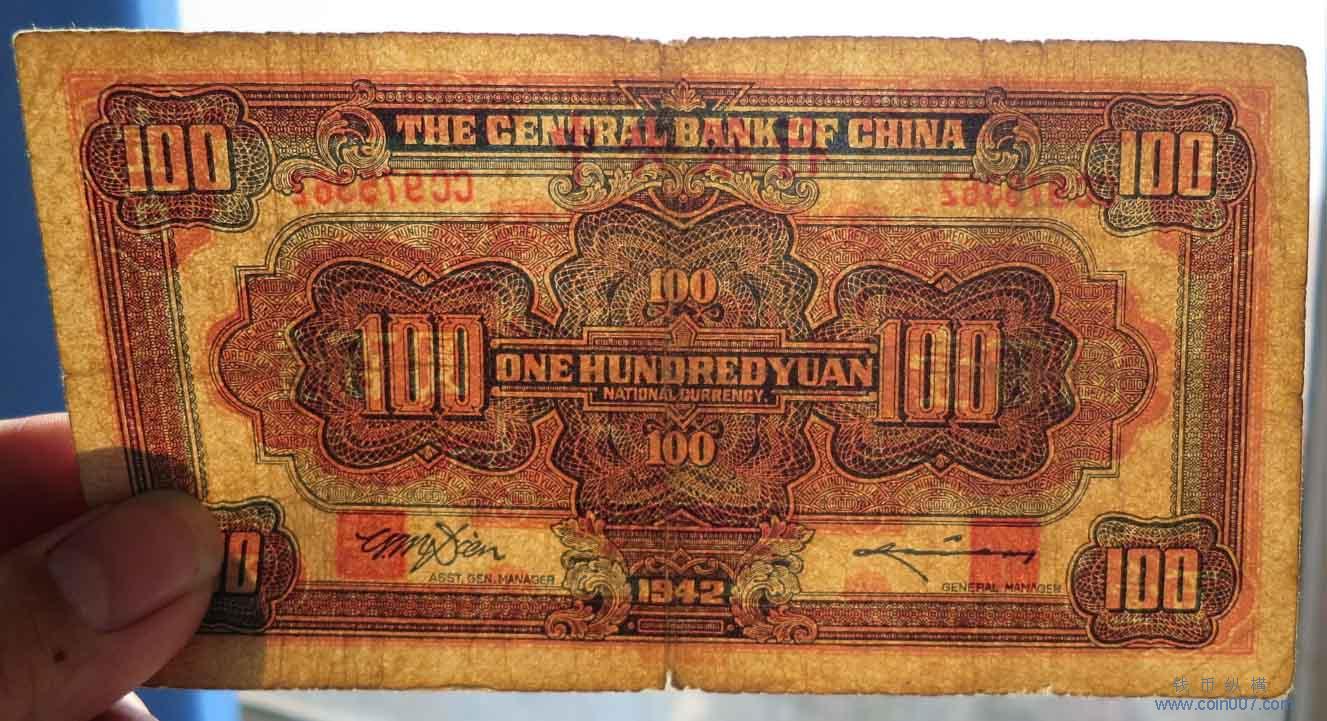 THE CENTRAL BANK OF CHINA
100 100
100
100 ONE HUNDRED YUAN 100
NATIONAL CURRENCY.
100
ASST. GEN. MANAGER GENERAL MANAGER
1942
100
钱币纵横
www.coin007.com